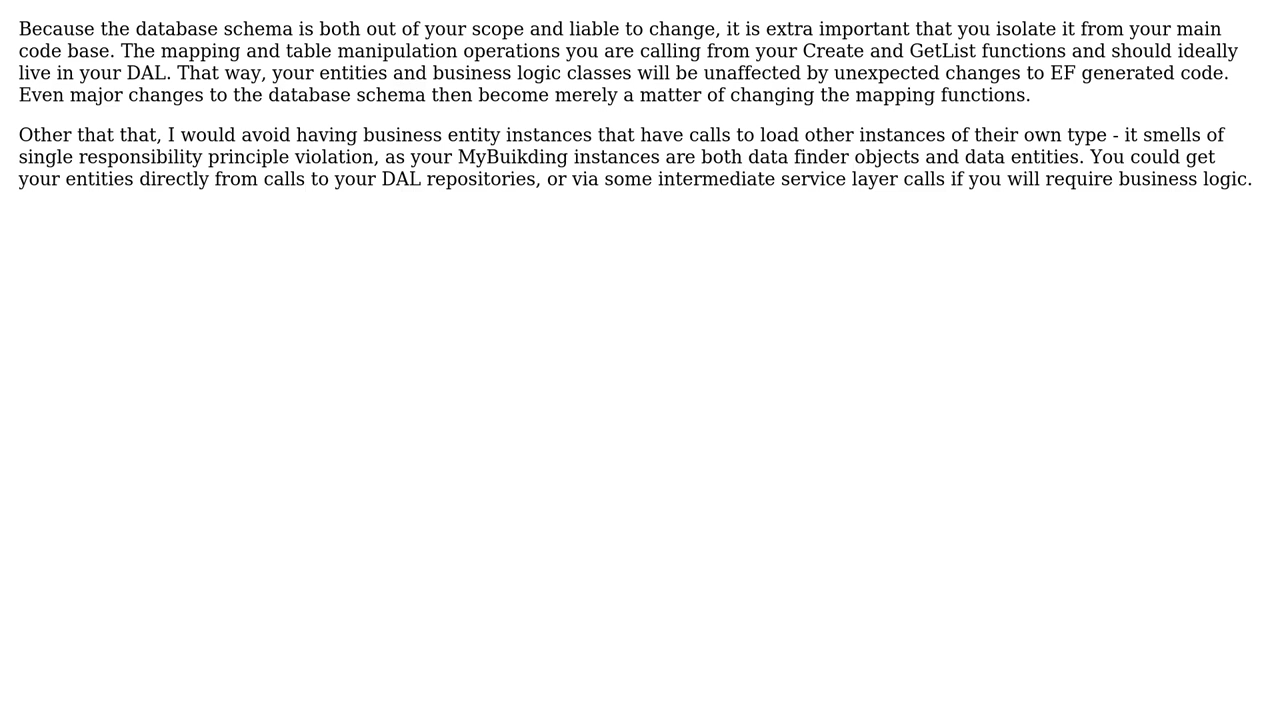 Because the database schema is both out of your scope and liable to change, it is extra important that you isolate it from your main
code base. The mapping and table manipulation operations you are calling from your Create and GetList functions and should ideally
live in your DAL. That way, your entities and business logic classes will be unaffected by unexpected changes to EF generated code.
Even major changes to the database schema then become merely a matter of changing the mapping functions.
Other that that, I would avoid having business entity instances that have calls to load other instances of their own type - it smells of
single responsibility principle violation, as your MyBuikding instances are both data finder objects and data entities. You could get
your entities directly from calls to your DAL repositories, or via some intermediate service layer calls if you will require business logic.